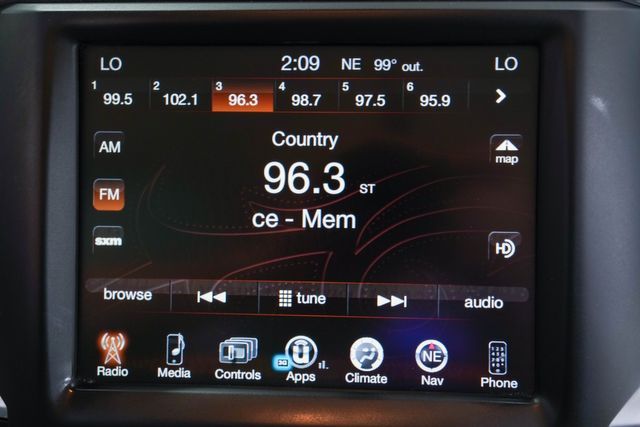 LO 2:09 NE 99° out. LO
1 99.5 2 102.1 3 96.3 4 98.7 5 97.5 6 95.9
AM Country map
FM 96.3 ST
ce - Mem
sxm HD
browse tune audio
Radio Media Controls 3G Apps Climate NE Nav Phone